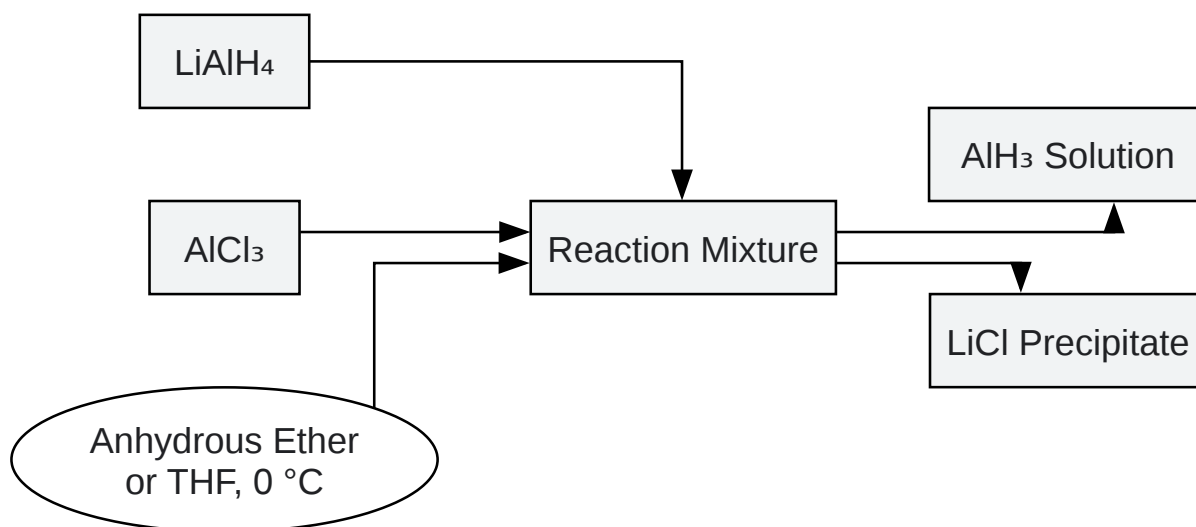 LiAlH₄
AlH₃ Solution
AlCl₃
Reaction Mixture
LiCl Precipitate
Anhydrous Ether
or THF, 0 °C